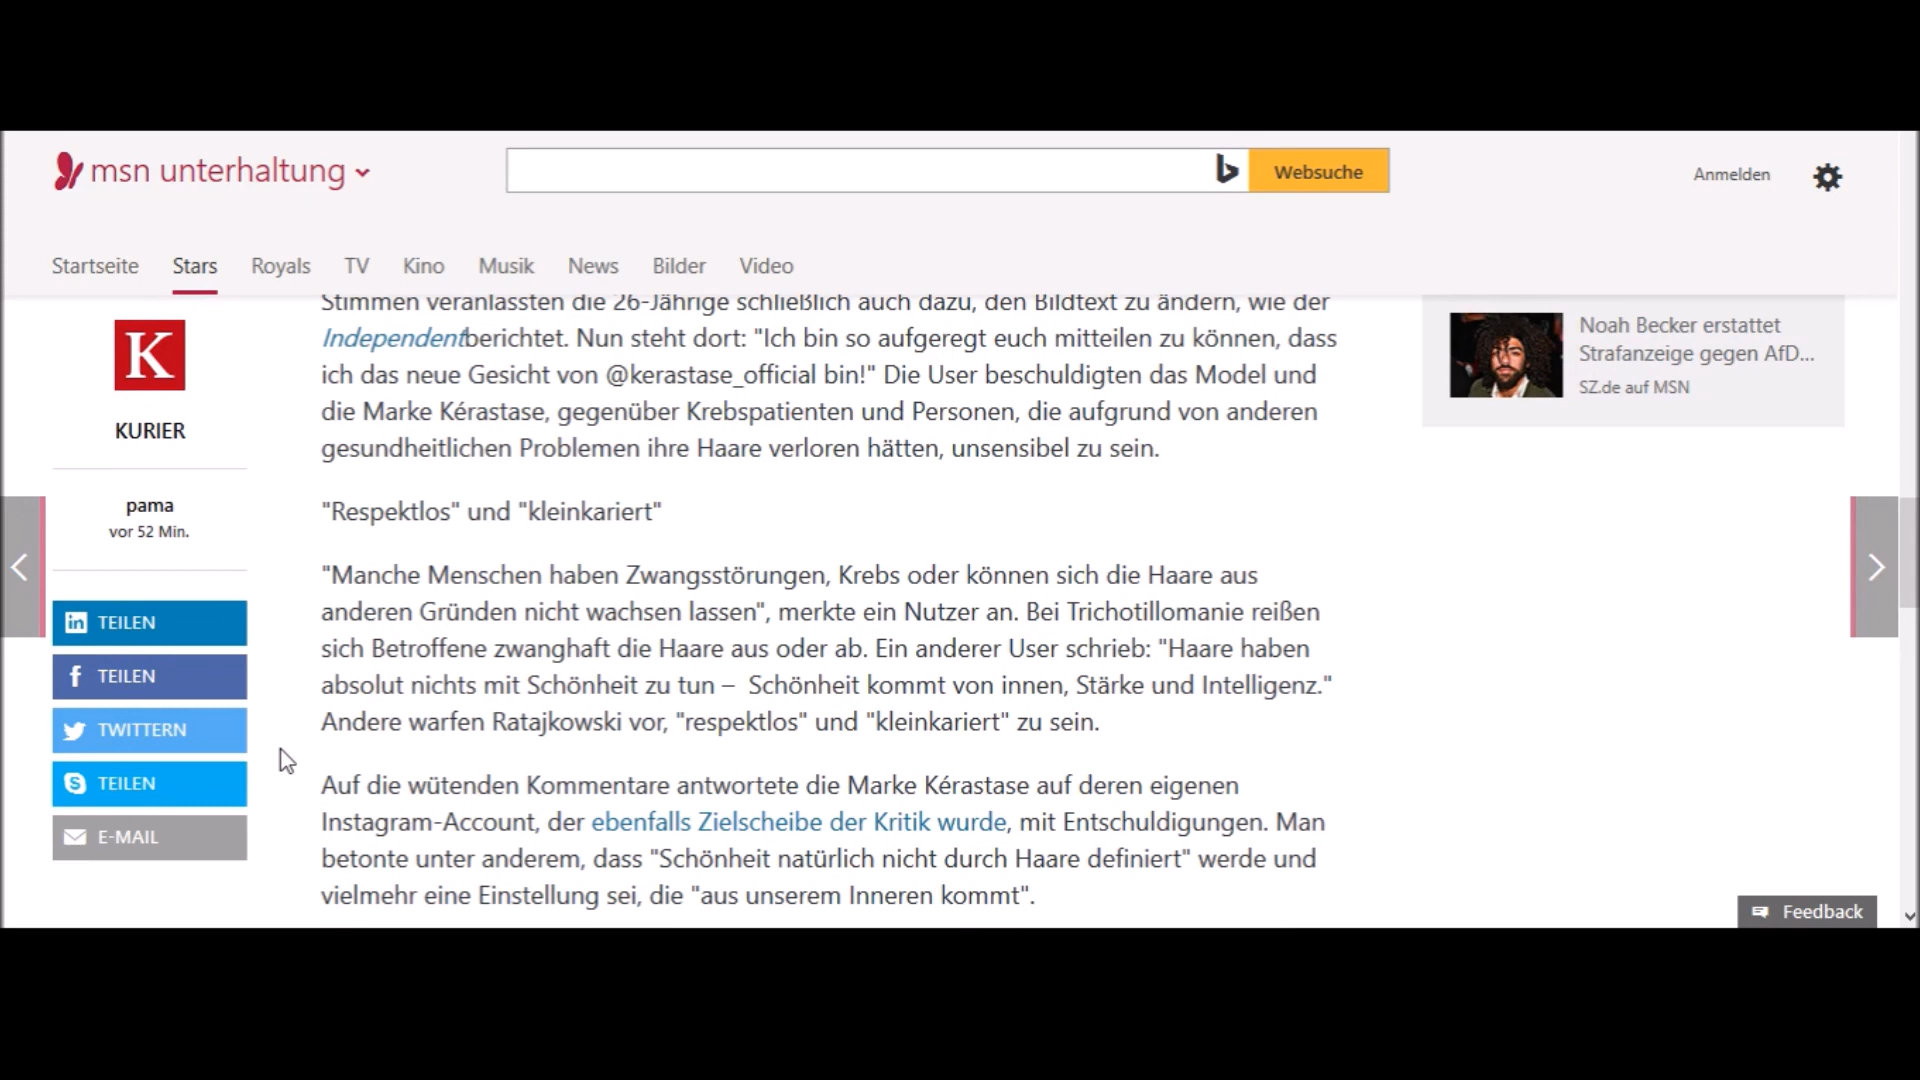 msn unterhaltung
Websuche
Anmelden
Startseite Stars Royals TV Kino Musik News Bilder Video
K
KURIER
pama
vor 52 Min.
TEILEN
TEILEN
TWITTERN
TEILEN
E-MAIL
Stimmen veranlassten die 26-Jährige schließlich auch dazu, den Bildtext zu ändern, wie der
Independentberichtet. Nun steht dort: "Ich bin so aufgeregt euch mitteilen zu können, dass
ich das neue Gesicht von @kerastase_official bin!" Die User beschuldigten das Model und
die Marke Kérastase, gegenüber Krebspatienten und Personen, die aufgrund von anderen
gesundheitlichen Problemen ihre Haare verloren hätten, unsensibel zu sein.
"Respektlos" und "kleinkariert"
"Manche Menschen haben Zwangsstörungen, Krebs oder können sich die Haare aus
anderen Gründen nicht wachsen lassen", merkte ein Nutzer an. Bei Trichotillomanie reißen
sich Betroffene zwanghaft die Haare aus oder ab. Ein anderer User schrieb: "Haare haben
absolut nichts mit Schönheit zu tun – Schönheit kommt von innen, Stärke und Intelligenz."
Andere warfen Ratajkowski vor, "respektlos" und "kleinkariert" zu sein.
Auf die wütenden Kommentare antwortete die Marke Kérastase auf deren eigenen
Instagram-Account, der ebenfalls Zielscheibe der Kritik wurde, mit Entschuldigungen. Man
betonte unter anderem, dass "Schönheit natürlich nicht durch Haare definiert" werde und
vielmehr eine Einstellung sei, die "aus unserem Inneren kommt".
Noah Becker erstattet
Strafanzeige gegen AfD...
SZ.de auf MSN
Feedback